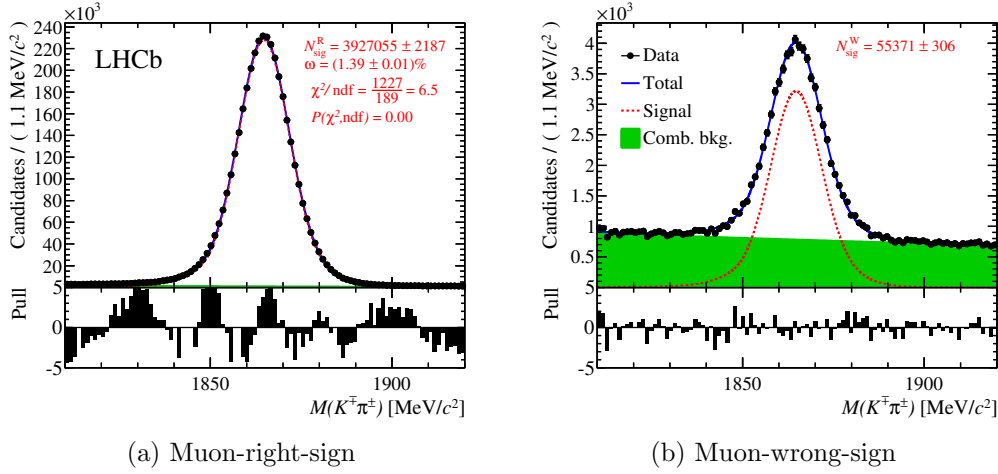 ×10³
240
220
200
180
160
140
120
100
80
60
40
20
Candidates / ( 1.1 MeV/c²)
LHCb
N^R_sig = 3927055 ± 2187
ω = (1.39 ± 0.01)%
χ²/ ndf = 1227/189 = 6.5
P(χ²,ndf) = 0.00
5
0
-5
Pull
1850 1900
M(K∓π±) [MeV/c²]
(a) Muon-right-sign
×10³
4
3.5
3
2.5
2
1.5
1
0.5
Candidates / ( 1.1 MeV/c²)
Data
Total
Signal
Comb. bkg.
N^W_sig = 55371 ± 306
5
0
-5
Pull
1850 1900
M(K∓π±) [MeV/c²]
(b) Muon-wrong-sign